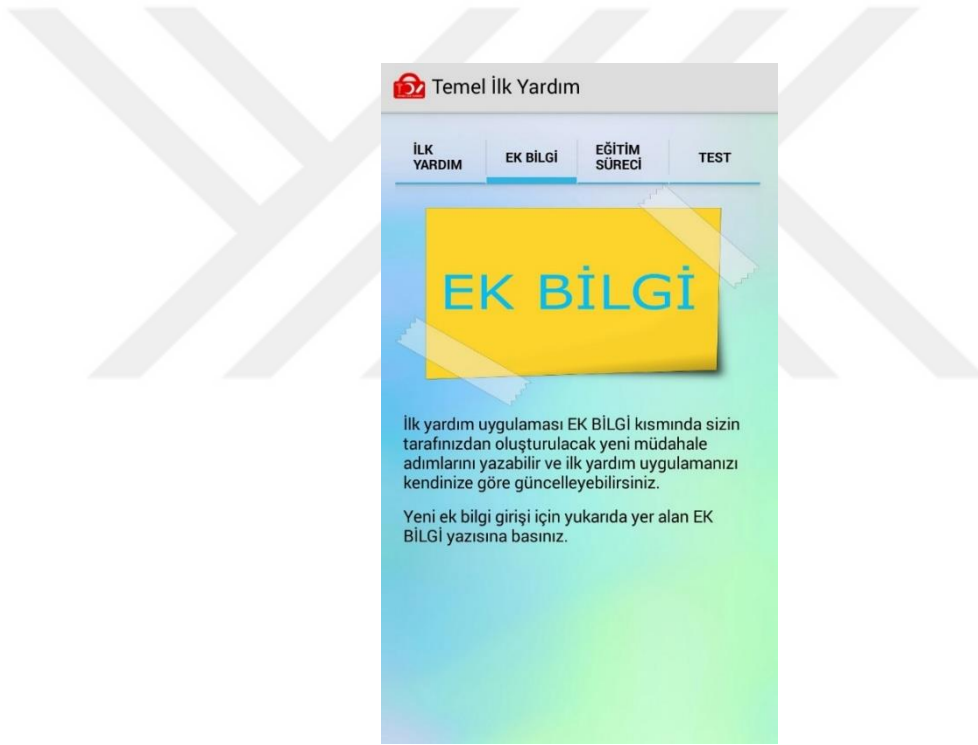 Temel İlk Yardım
İLK
YARDIM
EK BİLGİ
EĞİTİM
SÜRECİ
TEST
EK BİLGİ
İlk yardım uygulaması EK BİLGİ kısmında sizin
tarafınızdan oluşturulacak yeni müdahale
adımlarını yazabilir ve ilk yardım uygulamanızı
kendinize göre güncelleyebilirsiniz.
Yeni ek bilgi girişi için yukarıda yer alan EK
BİLGİ yazısına basınız.